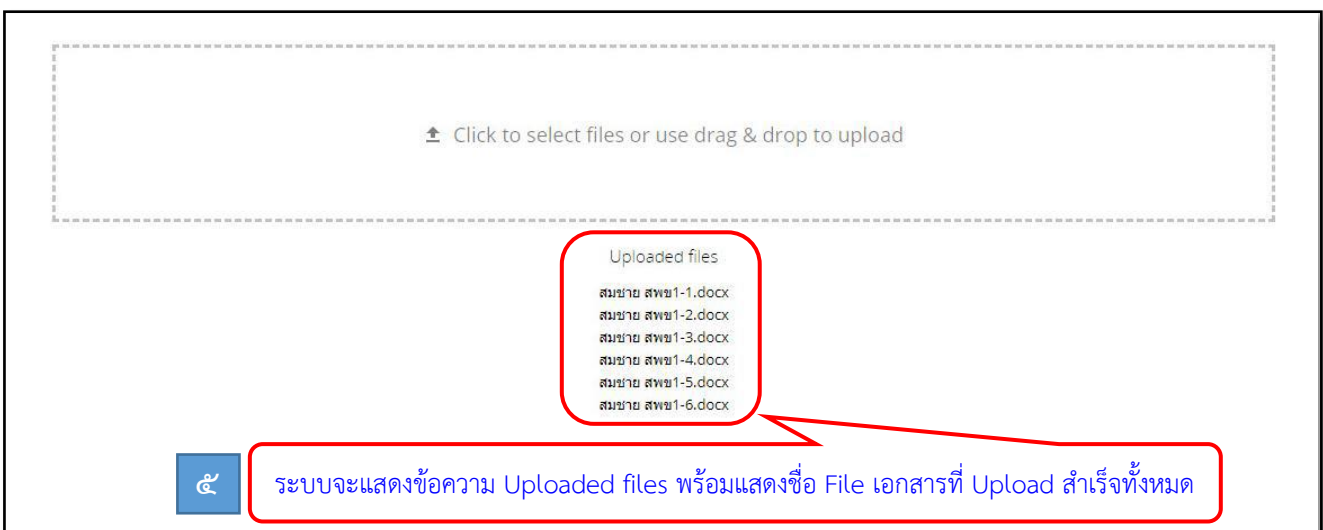 Click to select files or use drag & drop to upload
Uploaded files
สมชาย สพข1-1.docx
สมชาย สพข1-2.docx
สมชาย สพข1-3.docx
สมชาย สพข1-4.docx
สมชาย สพข1-5.docx
สมชาย สพข1-6.docx
๕
ระบบจะแสดงข้อความ Uploaded files พร้อมแสดงชื่อ File เอกสารที่ Upload สำเร็จทั้งหมด